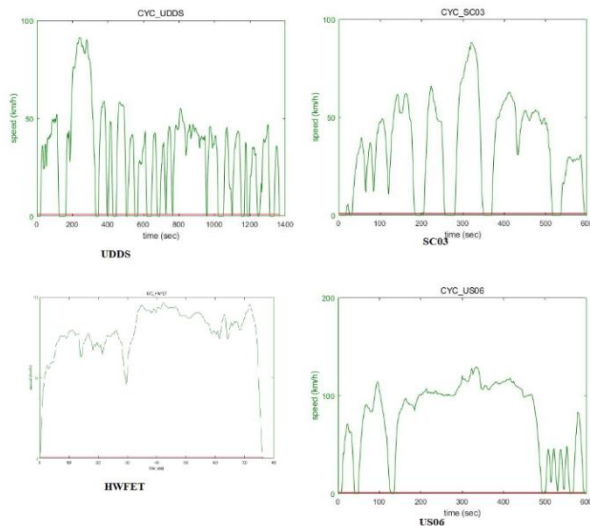 CYC_UDDS
100
50
0
speed (km/h)
0 200 400 600 800 1000 1200 1400
time (sec)
UDDS
CYC_SC03
100
50
0
speed (km/h)
0 100 200 300 400 500 600
time (sec)
SC03
time (sec)
HWFET
CYC_US06
200
100
0
speed (km/h)
0 100 200 300 400 500 600
time (sec)
US06